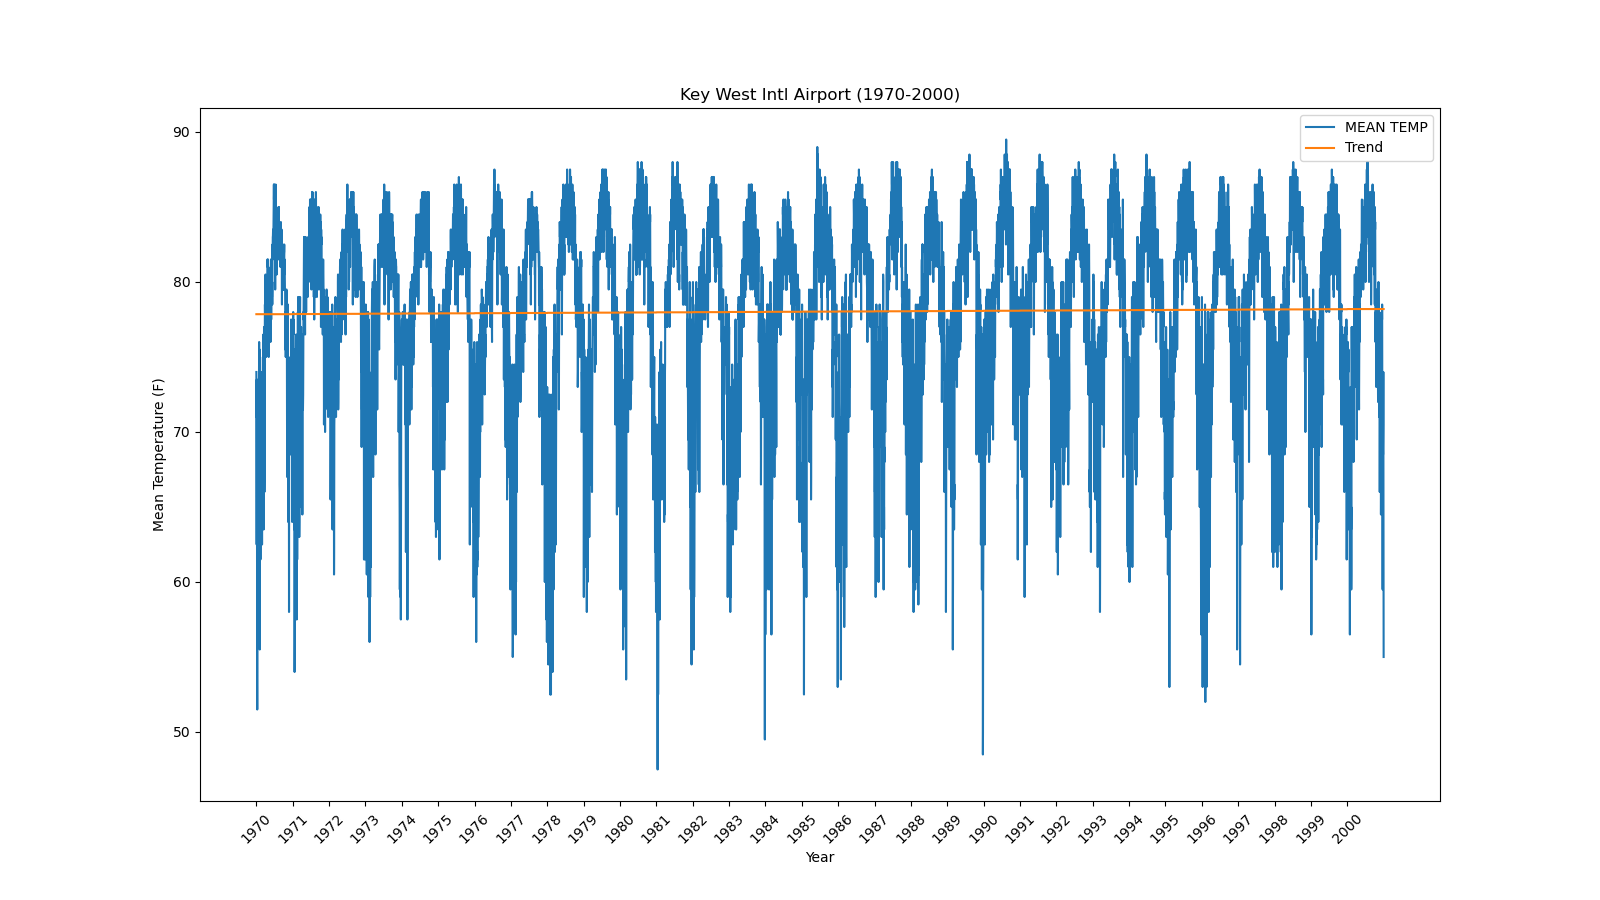 Key West Intl Airport (1970-2000)
MEAN TEMP
Trend
90
80
70
60
50
Mean Temperature (F)
1970 1971 1972 1973 1974 1975 1976 1977 1978 1979 1980 1981 1982 1983 1984 1985 1986 1987 1988 1989 1990 1991 1992 1993 1994 1995 1996 1997 1998 1999 2000
Year